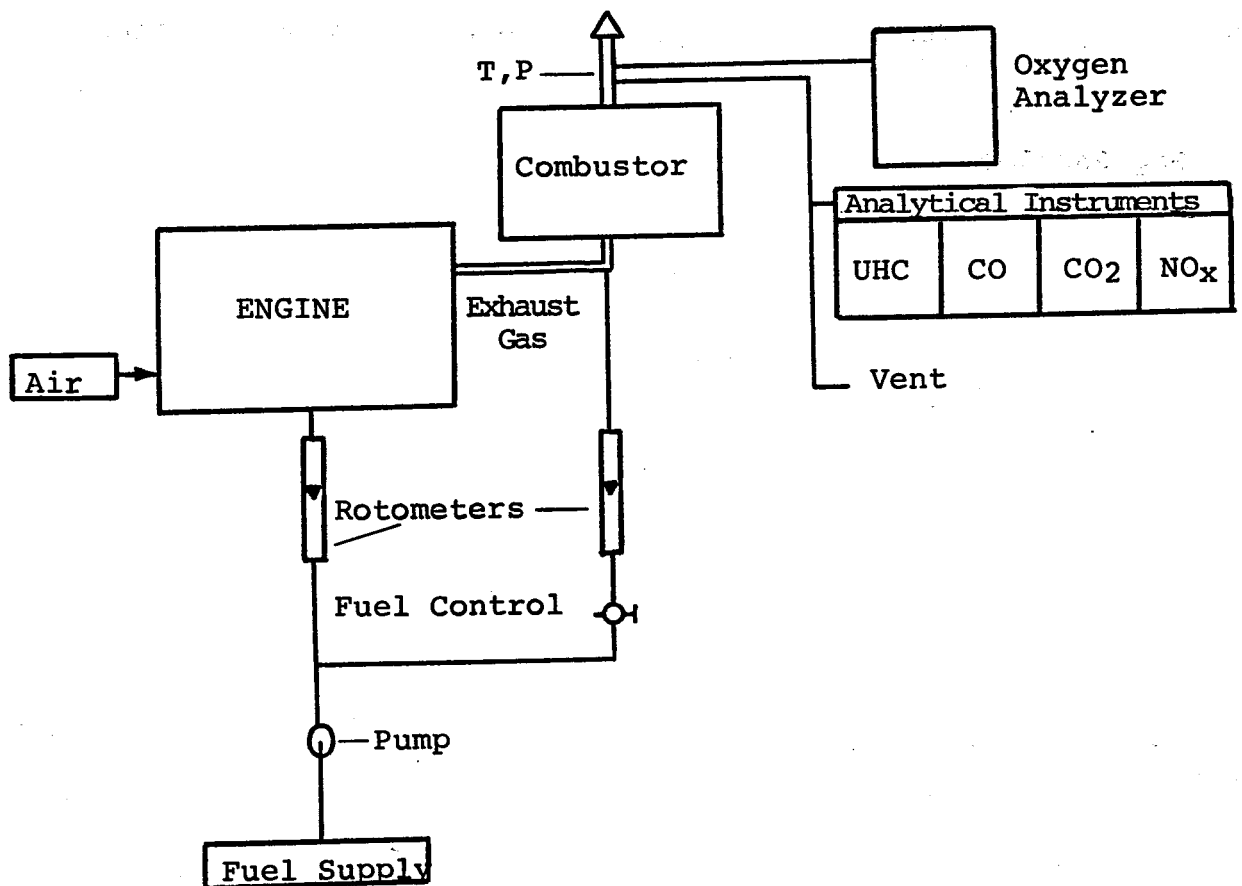 T,P
Oxygen
Analyzer
Combustor
Analytical Instruments
UHC CO CO2 NOx
ENGINE
Exhaust
Gas
Air
Vent
Rotometers
Fuel Control
Pump
Fuel Supply